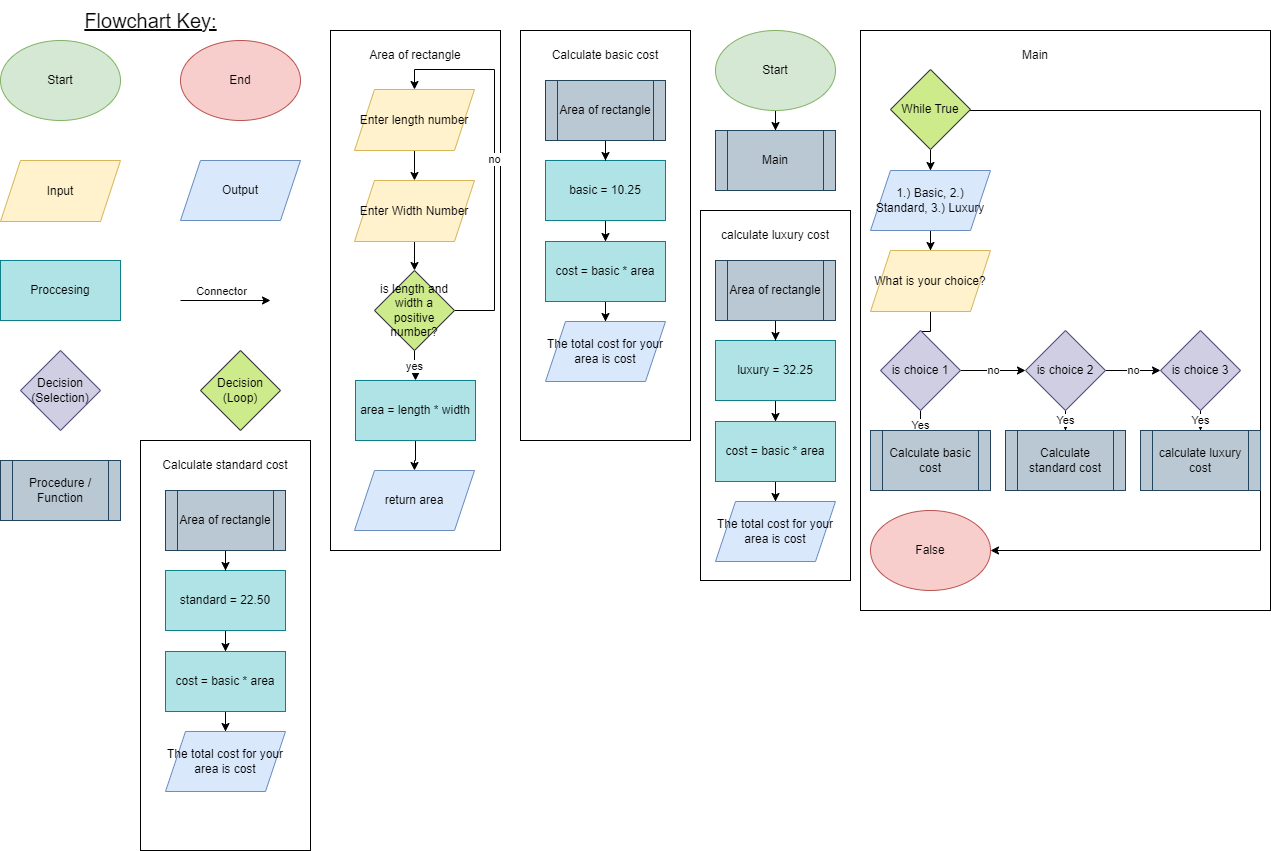 Flowchart Key:
Start
End
Input
Output
Proccesing
Connector
Decision
(Selection)
Decision
(Loop)
Procedure /
Function
Calculate standard cost
Area of rectangle
standard = 22.50
cost = basic * area
The total cost for your
area is cost
Area of rectangle
Enter length number
no
Enter Width Number
is length and
width a
positive
number?
yes
area = length * width
return area
Calculate basic cost
Area of rectangle
basic = 10.25
cost = basic * area
The total cost for your
area is cost
Start
Main
calculate luxury cost
Area of rectangle
luxury = 32.25
cost = basic * area
The total cost for your
area is cost
Main
While True
1.) Basic, 2.)
Standard, 3.) Luxury
What is your choice?
is choice 1
no
is choice 2
no
is choice 3
Yes
Yes
Yes
Calculate basic
cost
Calculate
standard cost
calculate luxury
cost
False